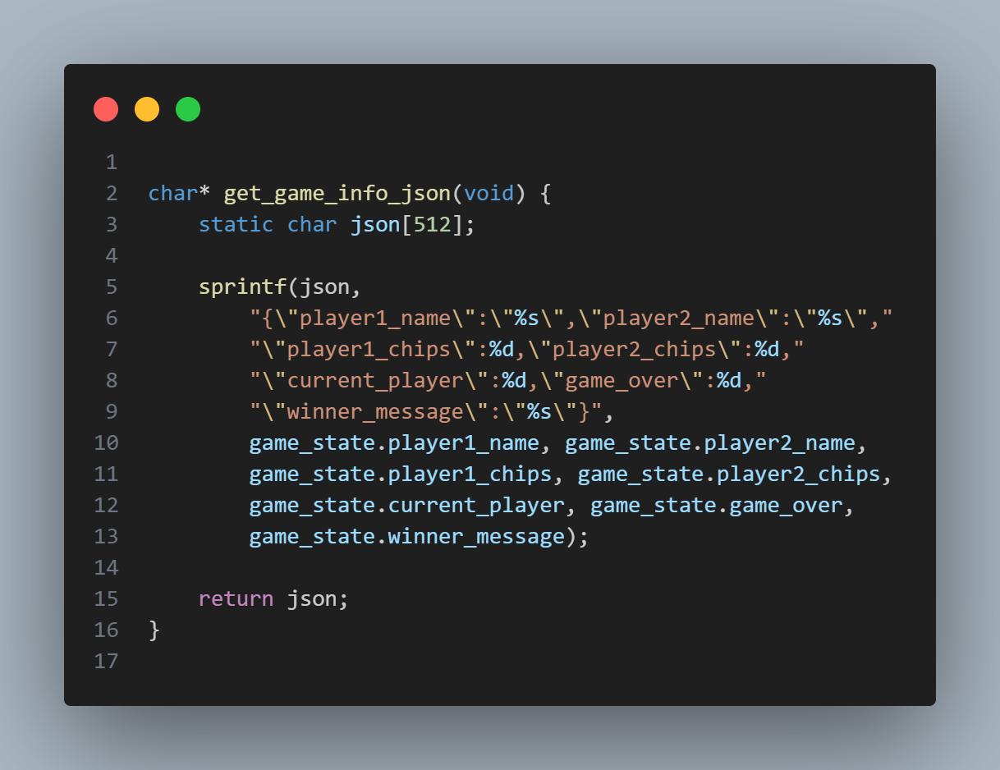 1
2 char* get_game_info_json(void) {
3     static char json[512];
4
5     sprintf(json,
6         "{\"player1_name\":\"%s\",\"player2_name\":\"%s\","
7         "\"player1_chips\":%d,\"player2_chips\":%d,"
8         "\"current_player\":%d,\"game_over\":%d,"
9         "\"winner_message\":\"%s\"}",
10         game_state.player1_name, game_state.player2_name,
11         game_state.player1_chips, game_state.player2_chips,
12         game_state.current_player, game_state.game_over,
13         game_state.winner_message);
14
15     return json;
16 }
17